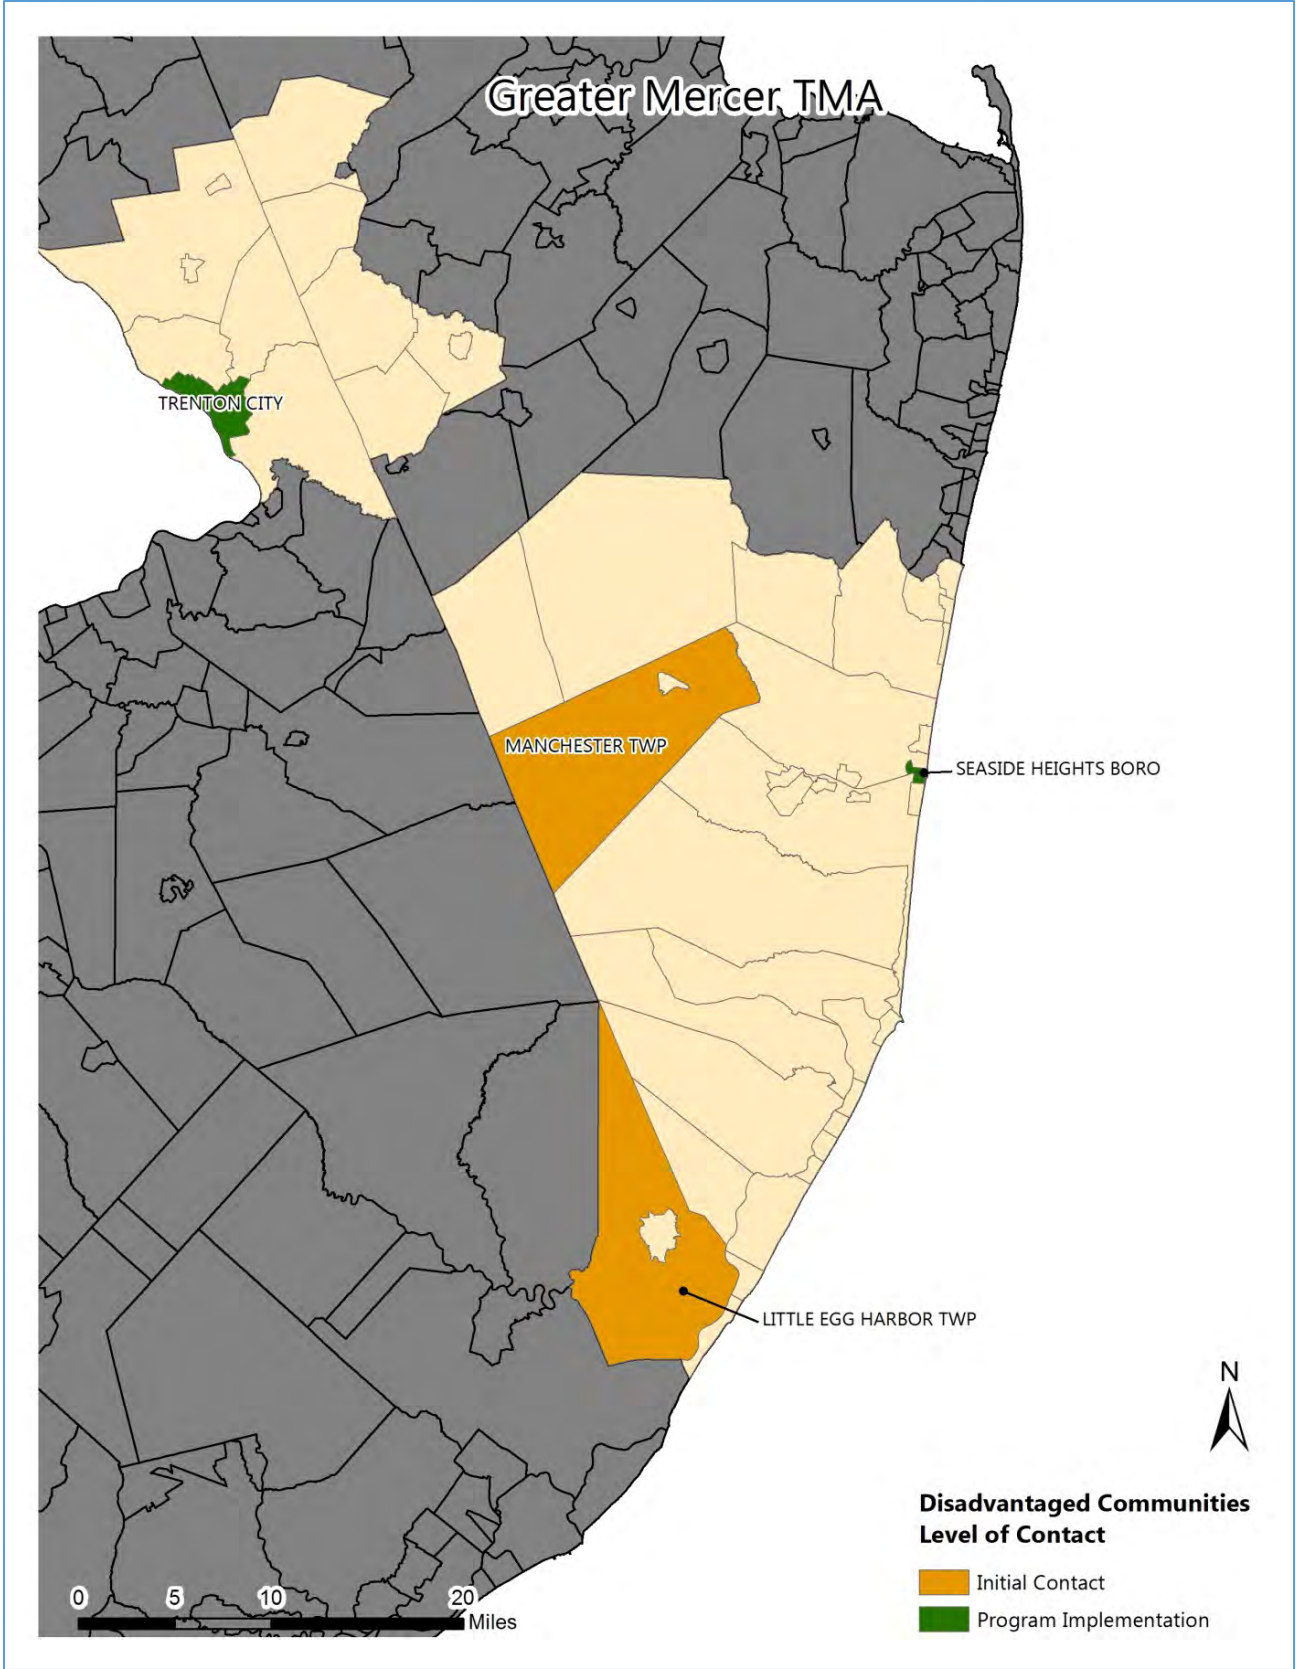 Greater Mercer TMA
TRENTON CITY
MANCHESTER TWP
SEASIDE HEIGHTS BORO
LITTLE EGG HARBOR TWP
N
Disadvantaged Communities
Level of Contact
Initial Contact
Program Implementation
0 5 10 20
Miles